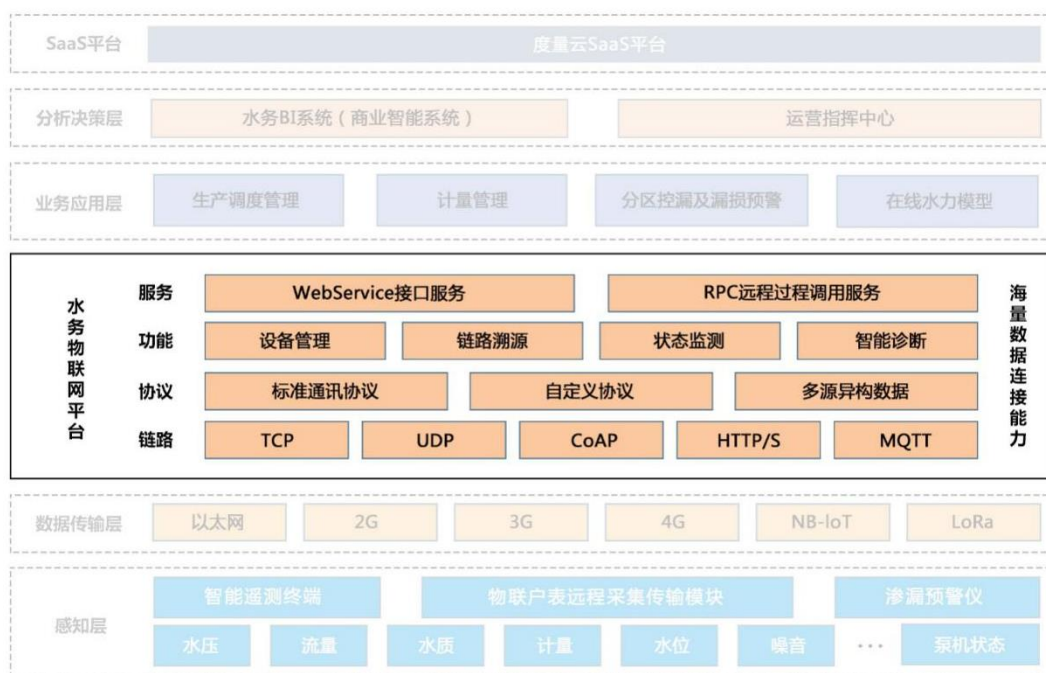 SaaS平台 度量云SaaS平台
分析决策层 水务BI系统（商业智能系统） 运营指挥中心
业务应用层 生产调度管理 计量管理 分区控漏及漏损预警 在线水力模型
水务物联网平台
服务 WebService接口服务 RPC远程过程调用服务
功能 设备管理 链路溯源 状态监测 智能诊断
协议 标准通讯协议 自定义协议 多源异构数据
链路 TCP UDP CoAP HTTP/S MQTT
海量数据连接能力
数据传输层 以太网 2G 3G 4G NB-IoT LoRa
感知层
智能遥测终端 物联户表远程采集传输模块 渗漏预警仪
水压 流量 水质 计量 水位 噪音 … 泵机状态